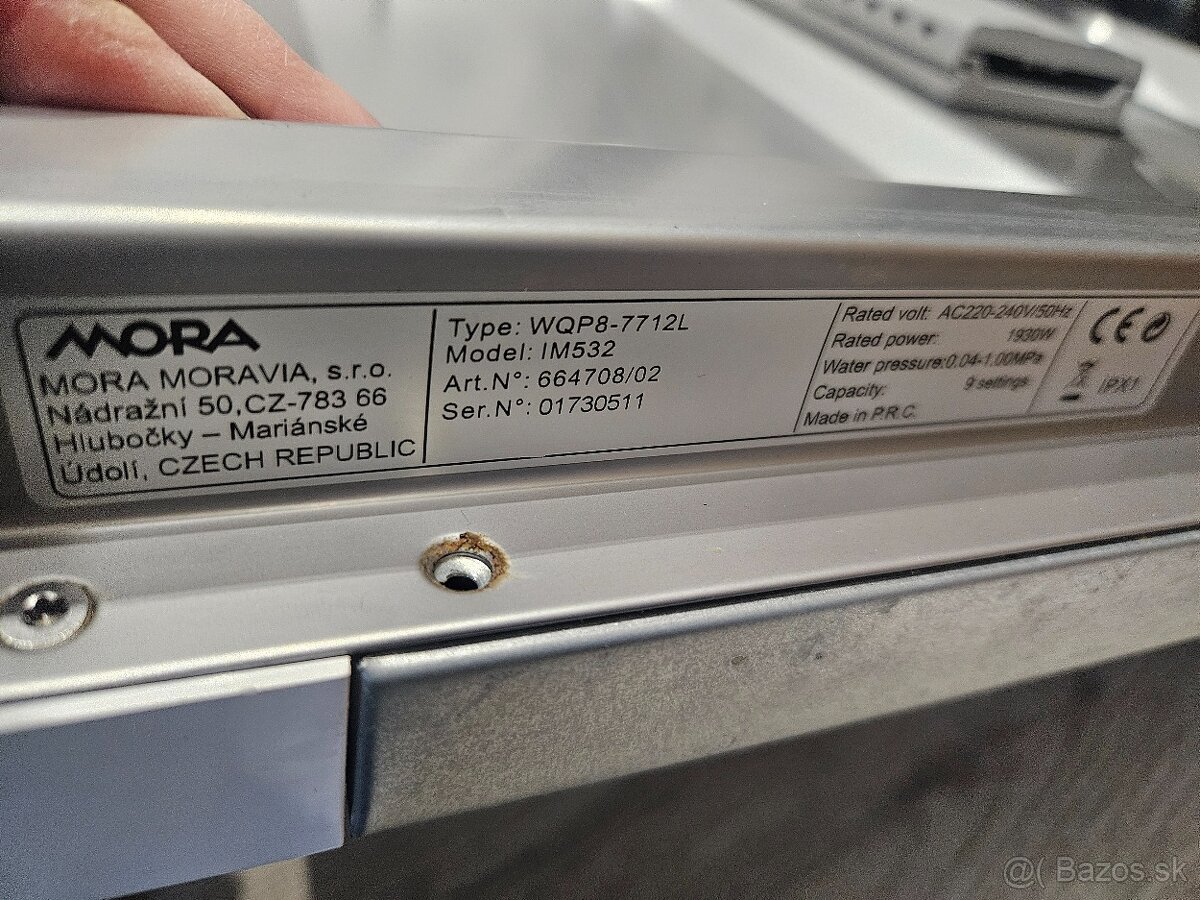 MORA
MORA MORAVIA, s.r.o.
Nádražní 50,CZ-783 66
Hlubočky – Mariánské
Údolí, CZECH REPUBLIC
Type: WQP8-7712L
Model: IM532
Art.N°: 664708/02
Ser.N°: 01730511
Rated volt: AC220-240V/50Hz
Rated power: 1930W
Water pressure:0.04-1.00MPa
Capacity: 9 settings
Made in P.R.C.
CE
IPX1
@( Bazos.sk